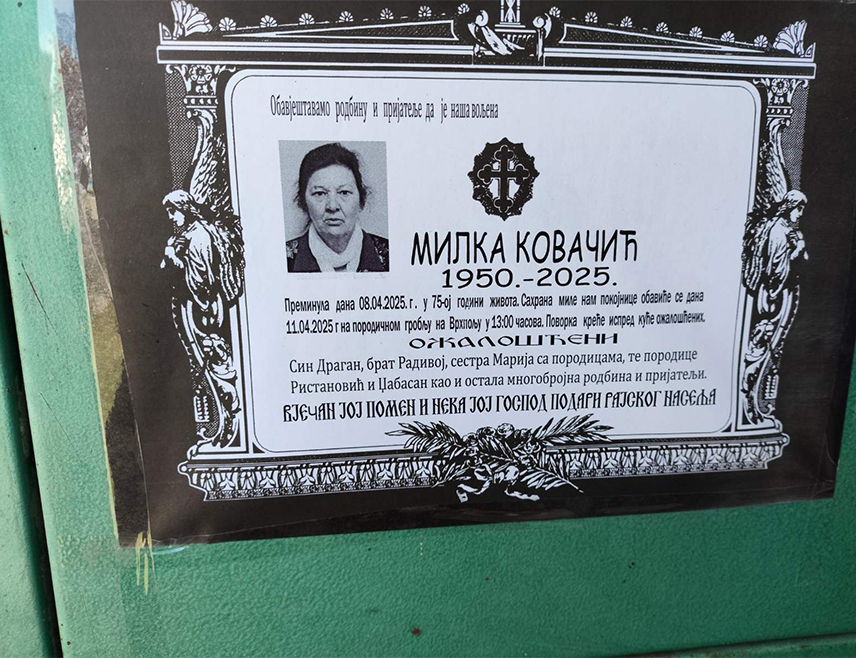 Обавјештавамо родбину и пријатеље да је наша вољена
МИЛКА КОВАЧИЋ
1950.-2025.
Преминула дана 08.04.2025. г. у 75-ој години живота. Сахрана миле нам покојнице обавиће се дана
11.04.2025 г на породичном гробљу на Врхпољу у 13:00 часова. Поворка креће испред куће ожалошћених.
ОЖАЛОШЋЕНИ
Син Драган, брат Радивој, сестра Марија са породицама, те породице
Ристановић и Џабасан као и остала многобројна родбина и пријатељи.
ВЈЕЧАН ЈОЈ ПОМЕН И НЕКА ЈОЈ ГОСПОД ПОДАРИ РАЈСКОГ НАСЕЉА